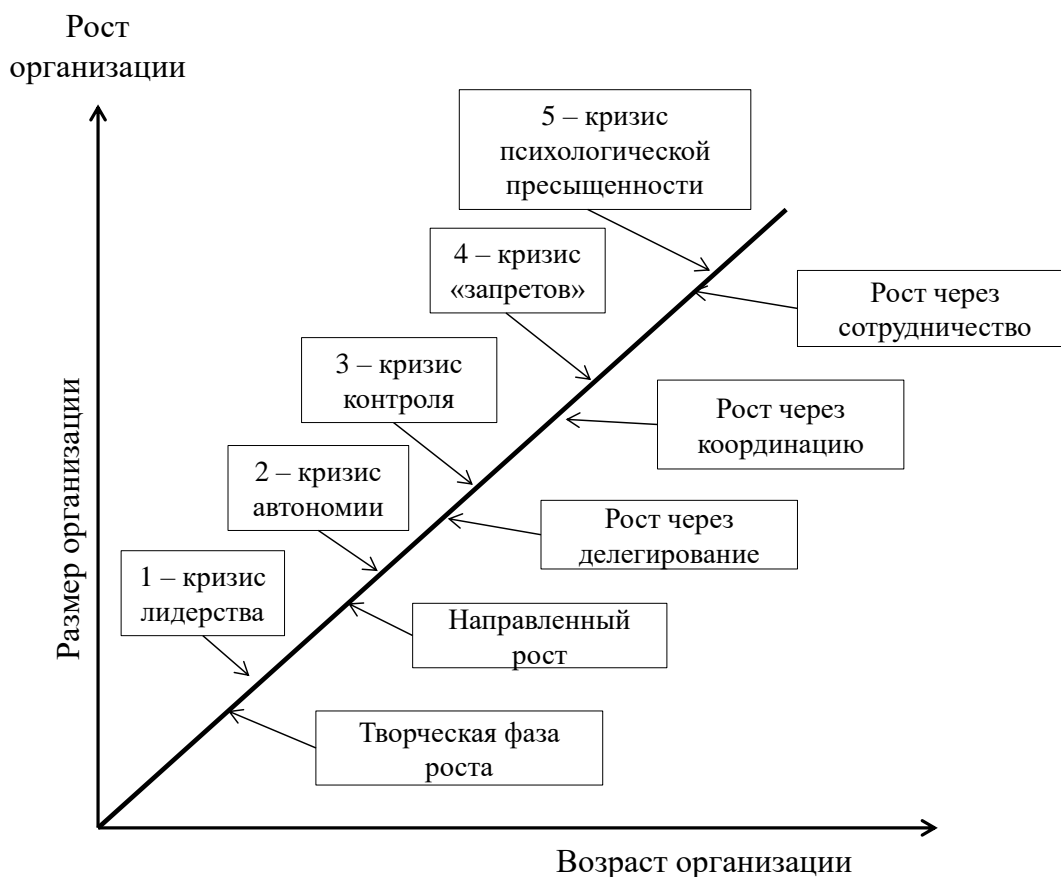 Рост
организации
5 – кризис
психологической
пресыщенности
4 – кризис
«запретов»
Рост через
сотрудничество
3 – кризис
контроля
Рост через
координацию
2 – кризис
автономии
Рост через
делегирование
1 – кризис
лидерства
Направленный
рост
Творческая фаза
роста
Размер организации
Возраст организации